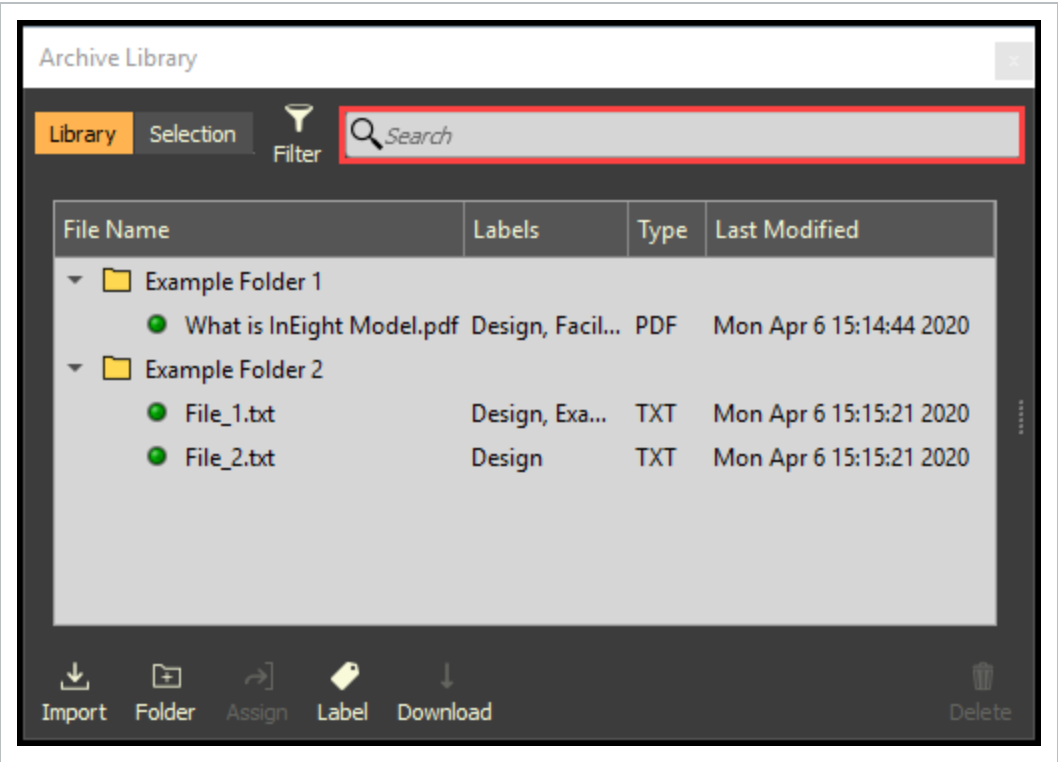 Archive Library
x
Library Selection Filter Search
File Name Labels Type Last Modified
Example Folder 1
What is InEight Model.pdf Design, Facil... PDF Mon Apr 6 15:14:44 2020
Example Folder 2
File_1.txt Design, Exa... TXT Mon Apr 6 15:15:21 2020
File_2.txt Design TXT Mon Apr 6 15:15:21 2020
Import Folder Assign Label Download Delete